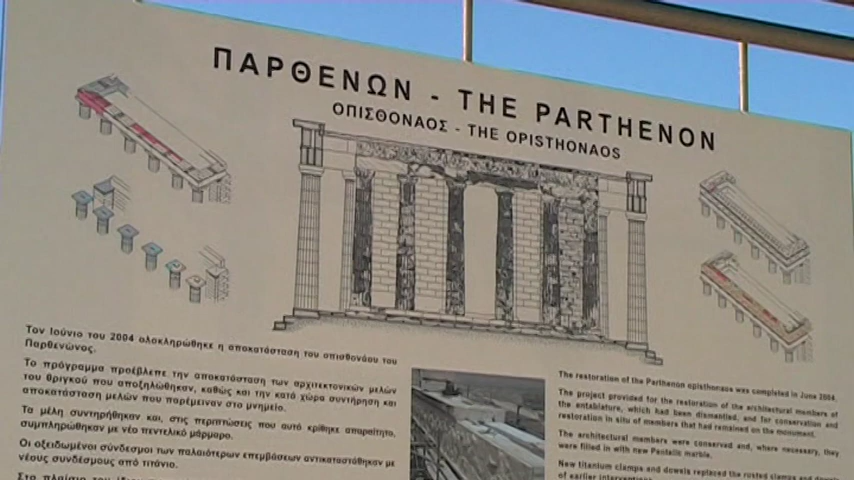 ΠΑΡΘΕΝΩΝ - THE PARTHENON
ΟΠΙΣΘΟΝΑΟΣ - THE OPISTHONAOS
Τον Ιούνιο του 2004 ολοκληρώθηκε η αποκατάσταση του οπισθονάου του
Παρθενώνος.
Το πρόγραμμα προέβλεπε την αποκατάσταση των αρχιτεκτονικών μελών
του θριγκού που αποξηλώθηκαν, καθώς και την κατά χώρα συντήρηση και
αποκατάσταση μελών που παρέμειναν στο μνημείο.
Τα μέλη συντηρήθηκαν και, στις περιπτώσεις που αυτό κρίθηκε απαραίτητο,
συμπληρώθηκαν με νέο πεντελικό μάρμαρο.
Οι οξειδωμένοι σύνδεσμοι των παλαιότερων επεμβάσεων αντικαταστάθηκαν με
νέους συνδέσμους από τιτάνιο.
Στο πλαίσιο του
The restoration of the Parthenon opisthonaos was completed in June 2004.
The project provided for the restoration of the architectural members of
the entablature, which had been dismantled, and for conservation and
restoration in situ of members that had remained on the monument.
The architectural members were conserved and, where necessary, they
were filled in with new Pentelic marble.
New titanium clamps and dowels replaced the rusted clamps and dowels
of earlier interventions